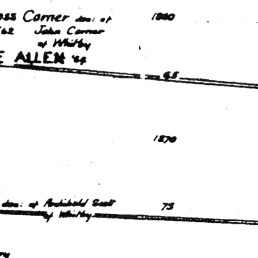 oss Corner dau: of 1860
62 John Corner
of Whitby
E ALLEN '64
65
1870
dau: of Archibald Scott 75
of Whitby